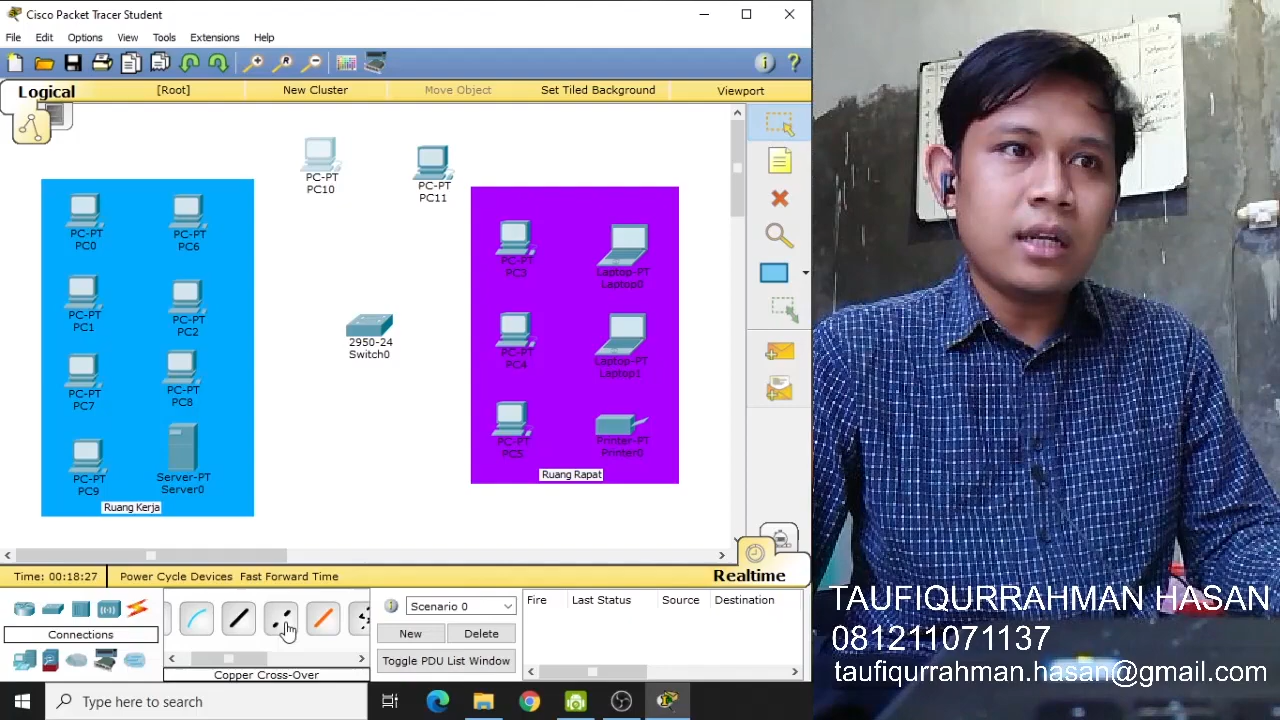 Cisco Packet Tracer Student
File Edit Options View Tools Extensions Help
Logical [Root] New Cluster Move Object Set Tiled Background Viewport
PC-PT
PC10
PC-PT
PC11
PC-PT
PC0
PC-PT
PC6
PC-PT
PC1
PC-PT
PC2
PC-PT
PC7
PC-PT
PC8
PC-PT
PC9
Server-PT
Server0
Ruang Kerja
2950-24
Switch0
PC-PT
PC3
Laptop-PT
Laptop0
PC-PT
PC4
Laptop-PT
Laptop1
PC-PT
PC5
Printer-PT
Printer0
Ruang Rapat
Time: 00:18:27 Power Cycle Devices Fast Forward Time
Realtime
Connections
Copper Cross-Over
Scenario 0
New Delete
Toggle PDU List Window
Fire Last Status Source Destination
TAUFIQURRAHMAN HASAN
081211071137
taufiqurrahman.hasan@gmail.com
Type here to search